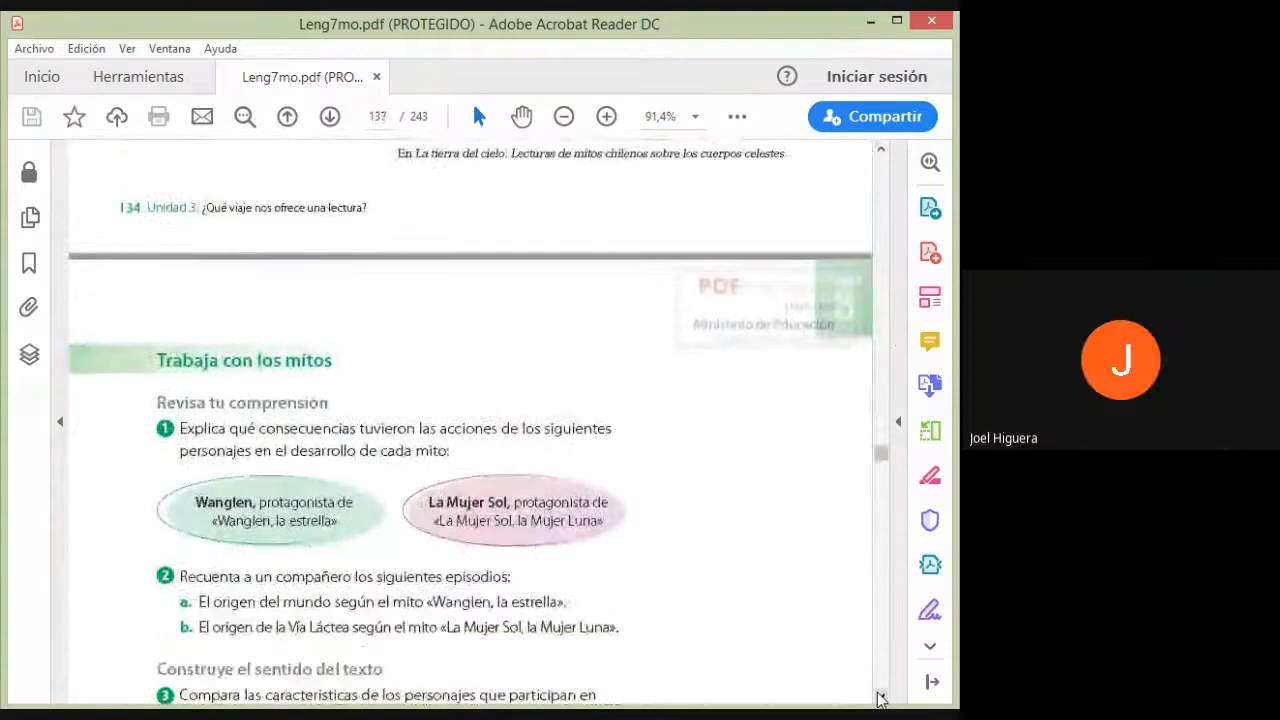 Leng7mo.pdf (PROTEGIDO) - Adobe Acrobat Reader DC
Archivo Edición Ver Ventana Ayuda
Inicio Herramientas Leng7mo.pdf (PRO... × ? Iniciar sesión
137 / 243 91,4% Compartir
En La tierra del cielo. Lecturas de mitos chilenos sobre los cuerpos celestes.
134 Unidad 3. ¿Qué viaje nos ofrece una lectura?
PDF
Ministerio de Educación
Trabaja con los mitos
Revisa tu comprensión
1 Explica qué consecuencias tuvieron las acciones de los siguientes
personajes en el desarrollo de cada mito:
Wanglen, protagonista de
«Wanglen, la estrella»
La Mujer Sol, protagonista de
«La Mujer Sol, la Mujer Luna»
2 Recuenta a un compañero los siguientes episodios:
a. El origen del mundo según el mito «Wanglen, la estrella».
b. El origen de la Vía Láctea según el mito «La Mujer Sol, la Mujer Luna».
Construye el sentido del texto
3 Compara las características de los personajes que participan en
J
Joel Higuera